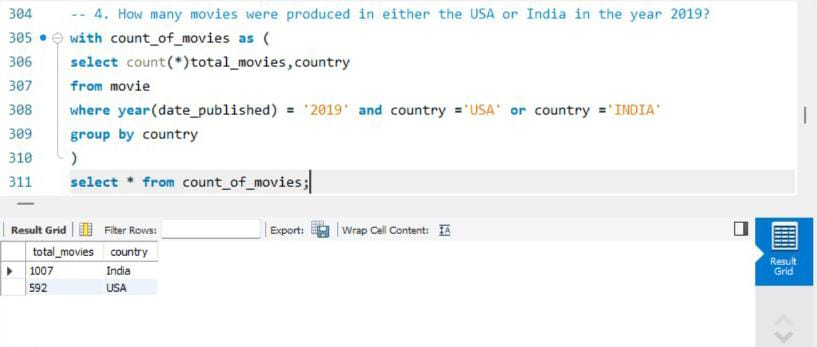 304 -- 4. How many movies were produced in either the USA or India in the year 2019?
305 with count_of_movies as (
306 select count(*)total_movies,country
307 from movie
308 where year(date_published) = '2019' and country ='USA' or country ='INDIA'
309 group by country
310 )
311 select * from count_of_movies;
Result Grid Filter Rows: Export: Wrap Cell Content: IA
total_movies country
1007 India
592 USA
Result
Grid